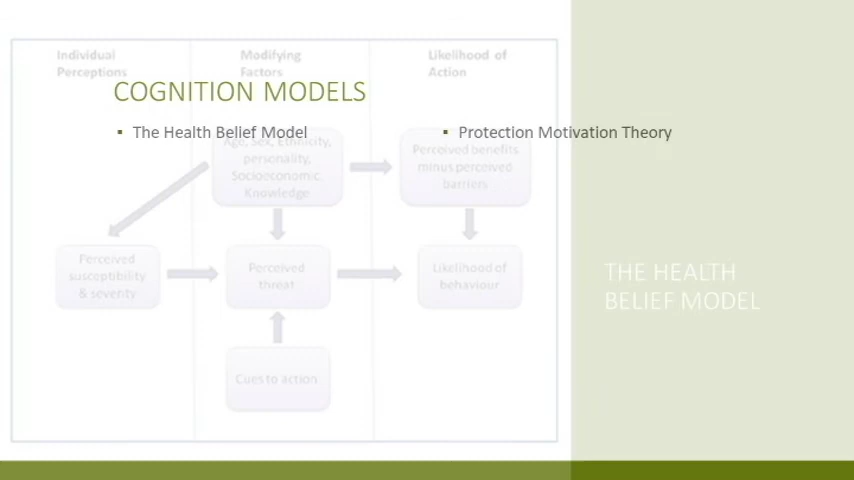 Individual
Perceptions
Modifying
Factors
Likelihood of
Action
COGNITION MODELS
▪ The Health Belief Model
▪ Protection Motivation Theory
Age, Sex, Ethnicity,
personality,
Socioeconomic,
Knowledge
Perceived benefits
minus perceived
barriers
Perceived
susceptibility
& severity
Perceived
threat
Likelihood of
behaviour
Cues to action
THE HEALTH
BELIEF MODEL